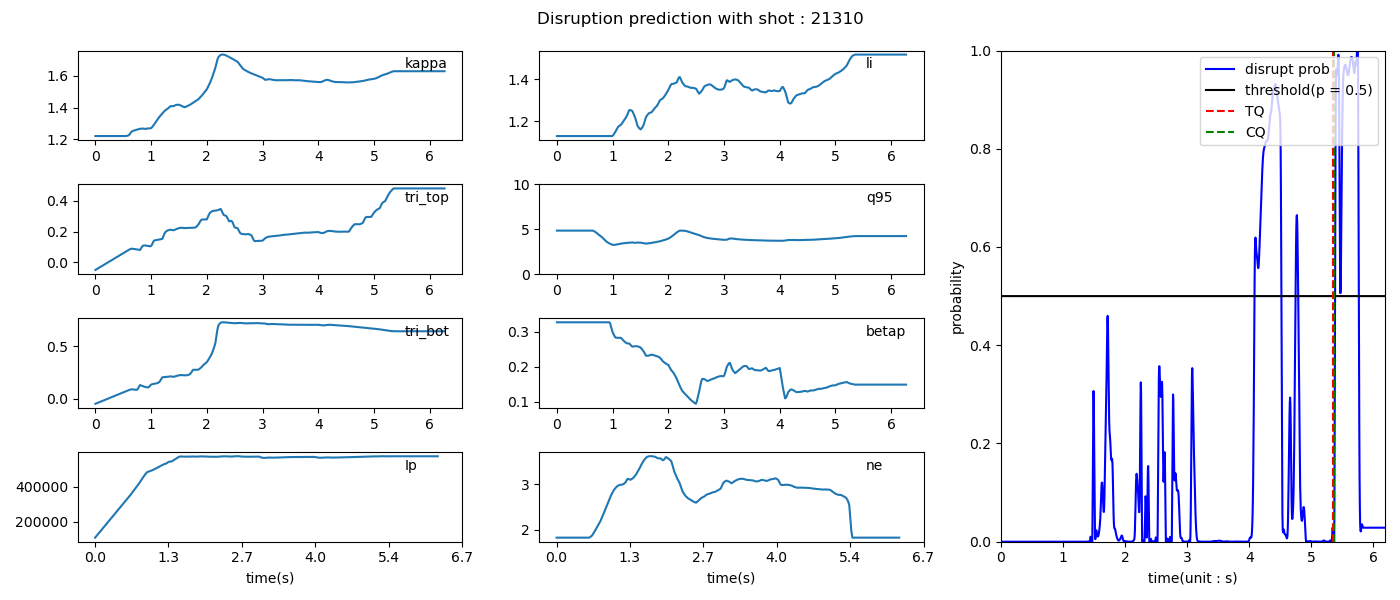 Disruption prediction with shot : 21310
kappa
1.6
1.4
1.2
0 1 2 3 4 5 6
li
1.4
1.2
0 1 2 3 4 5 6
tri_top
0.4
0.2
0.0
0 1 2 3 4 5 6
q95
10
5
0
0 1 2 3 4 5 6
tri_bot
0.5
0.0
0 1 2 3 4 5 6
betap
0.3
0.2
0.1
0 1 2 3 4 5 6
Ip
400000
200000
0.0 1.3 2.7 4.0 5.4 6.7
time(s)
ne
3
2
0.0 1.3 2.7 4.0 5.4 6.7
time(s)
disrupt prob
threshold(p = 0.5)
TQ
CQ
probability
1.0
0.8
0.6
0.4
0.2
0.0
0 1 2 3 4 5 6
time(unit : s)